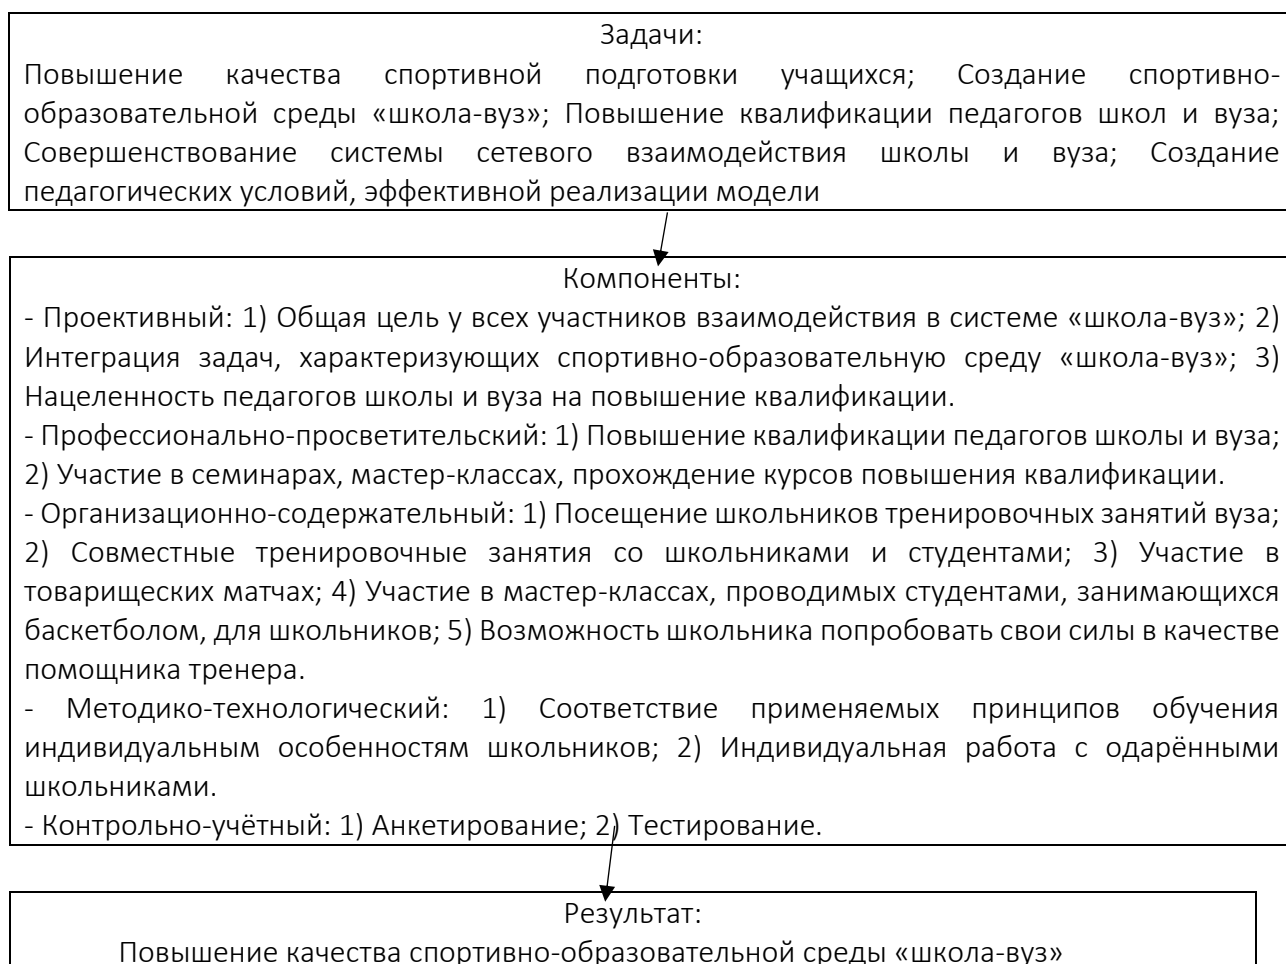 Задачи:
Повышение качества спортивной подготовки учащихся; Создание спортивно-
образовательной среды «школа-вуз»; Повышение квалификации педагогов школ и вуза;
Совершенствование системы сетевого взаимодействия школы и вуза; Создание
педагогических условий, эффективной реализации модели
Компоненты:
- Проективный: 1) Общая цель у всех участников взаимодействия в системе «школа-вуз»; 2)
Интеграция задач, характеризующих спортивно-образовательную среду «школа-вуз»; 3)
Нацеленность педагогов школы и вуза на повышение квалификации.
- Профессионально-просветительский: 1) Повышение квалификации педагогов школы и вуза;
2) Участие в семинарах, мастер-классах, прохождение курсов повышения квалификации.
- Организационно-содержательный: 1) Посещение школьников тренировочных занятий вуза;
2) Совместные тренировочные занятия со школьниками и студентами; 3) Участие в
товарищеских матчах; 4) Участие в мастер-классах, проводимых студентами, занимающихся
баскетболом, для школьников; 5) Возможность школьника попробовать свои силы в качестве
помощника тренера.
- Методико-технологический: 1) Соответствие применяемых принципов обучения
индивидуальным особенностям школьников; 2) Индивидуальная работа с одарёнными
школьниками.
- Контрольно-учётный: 1) Анкетирование; 2) Тестирование.
Результат:
Повышение качества спортивно-образовательной среды «школа-вуз»